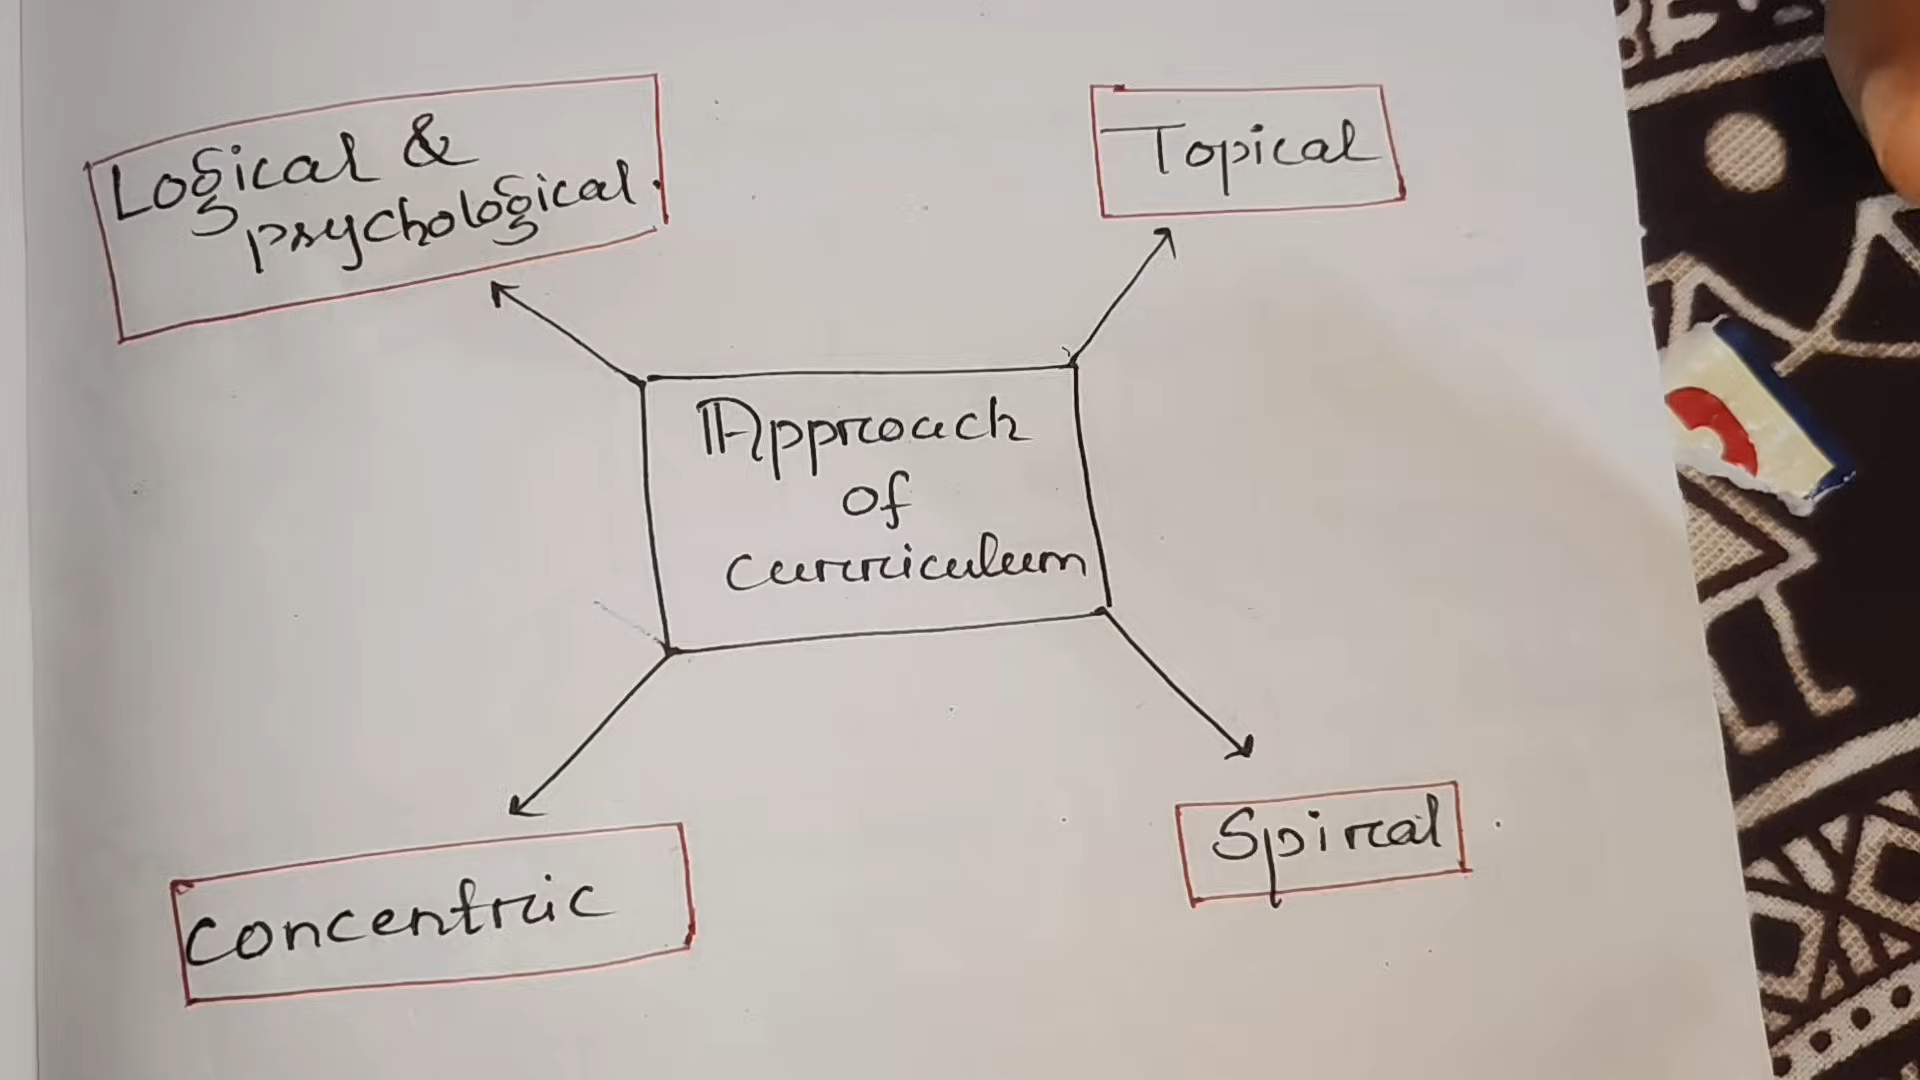 Logical &
psychological.
Topical
Approach
of
curriculum
concentric
Spiral